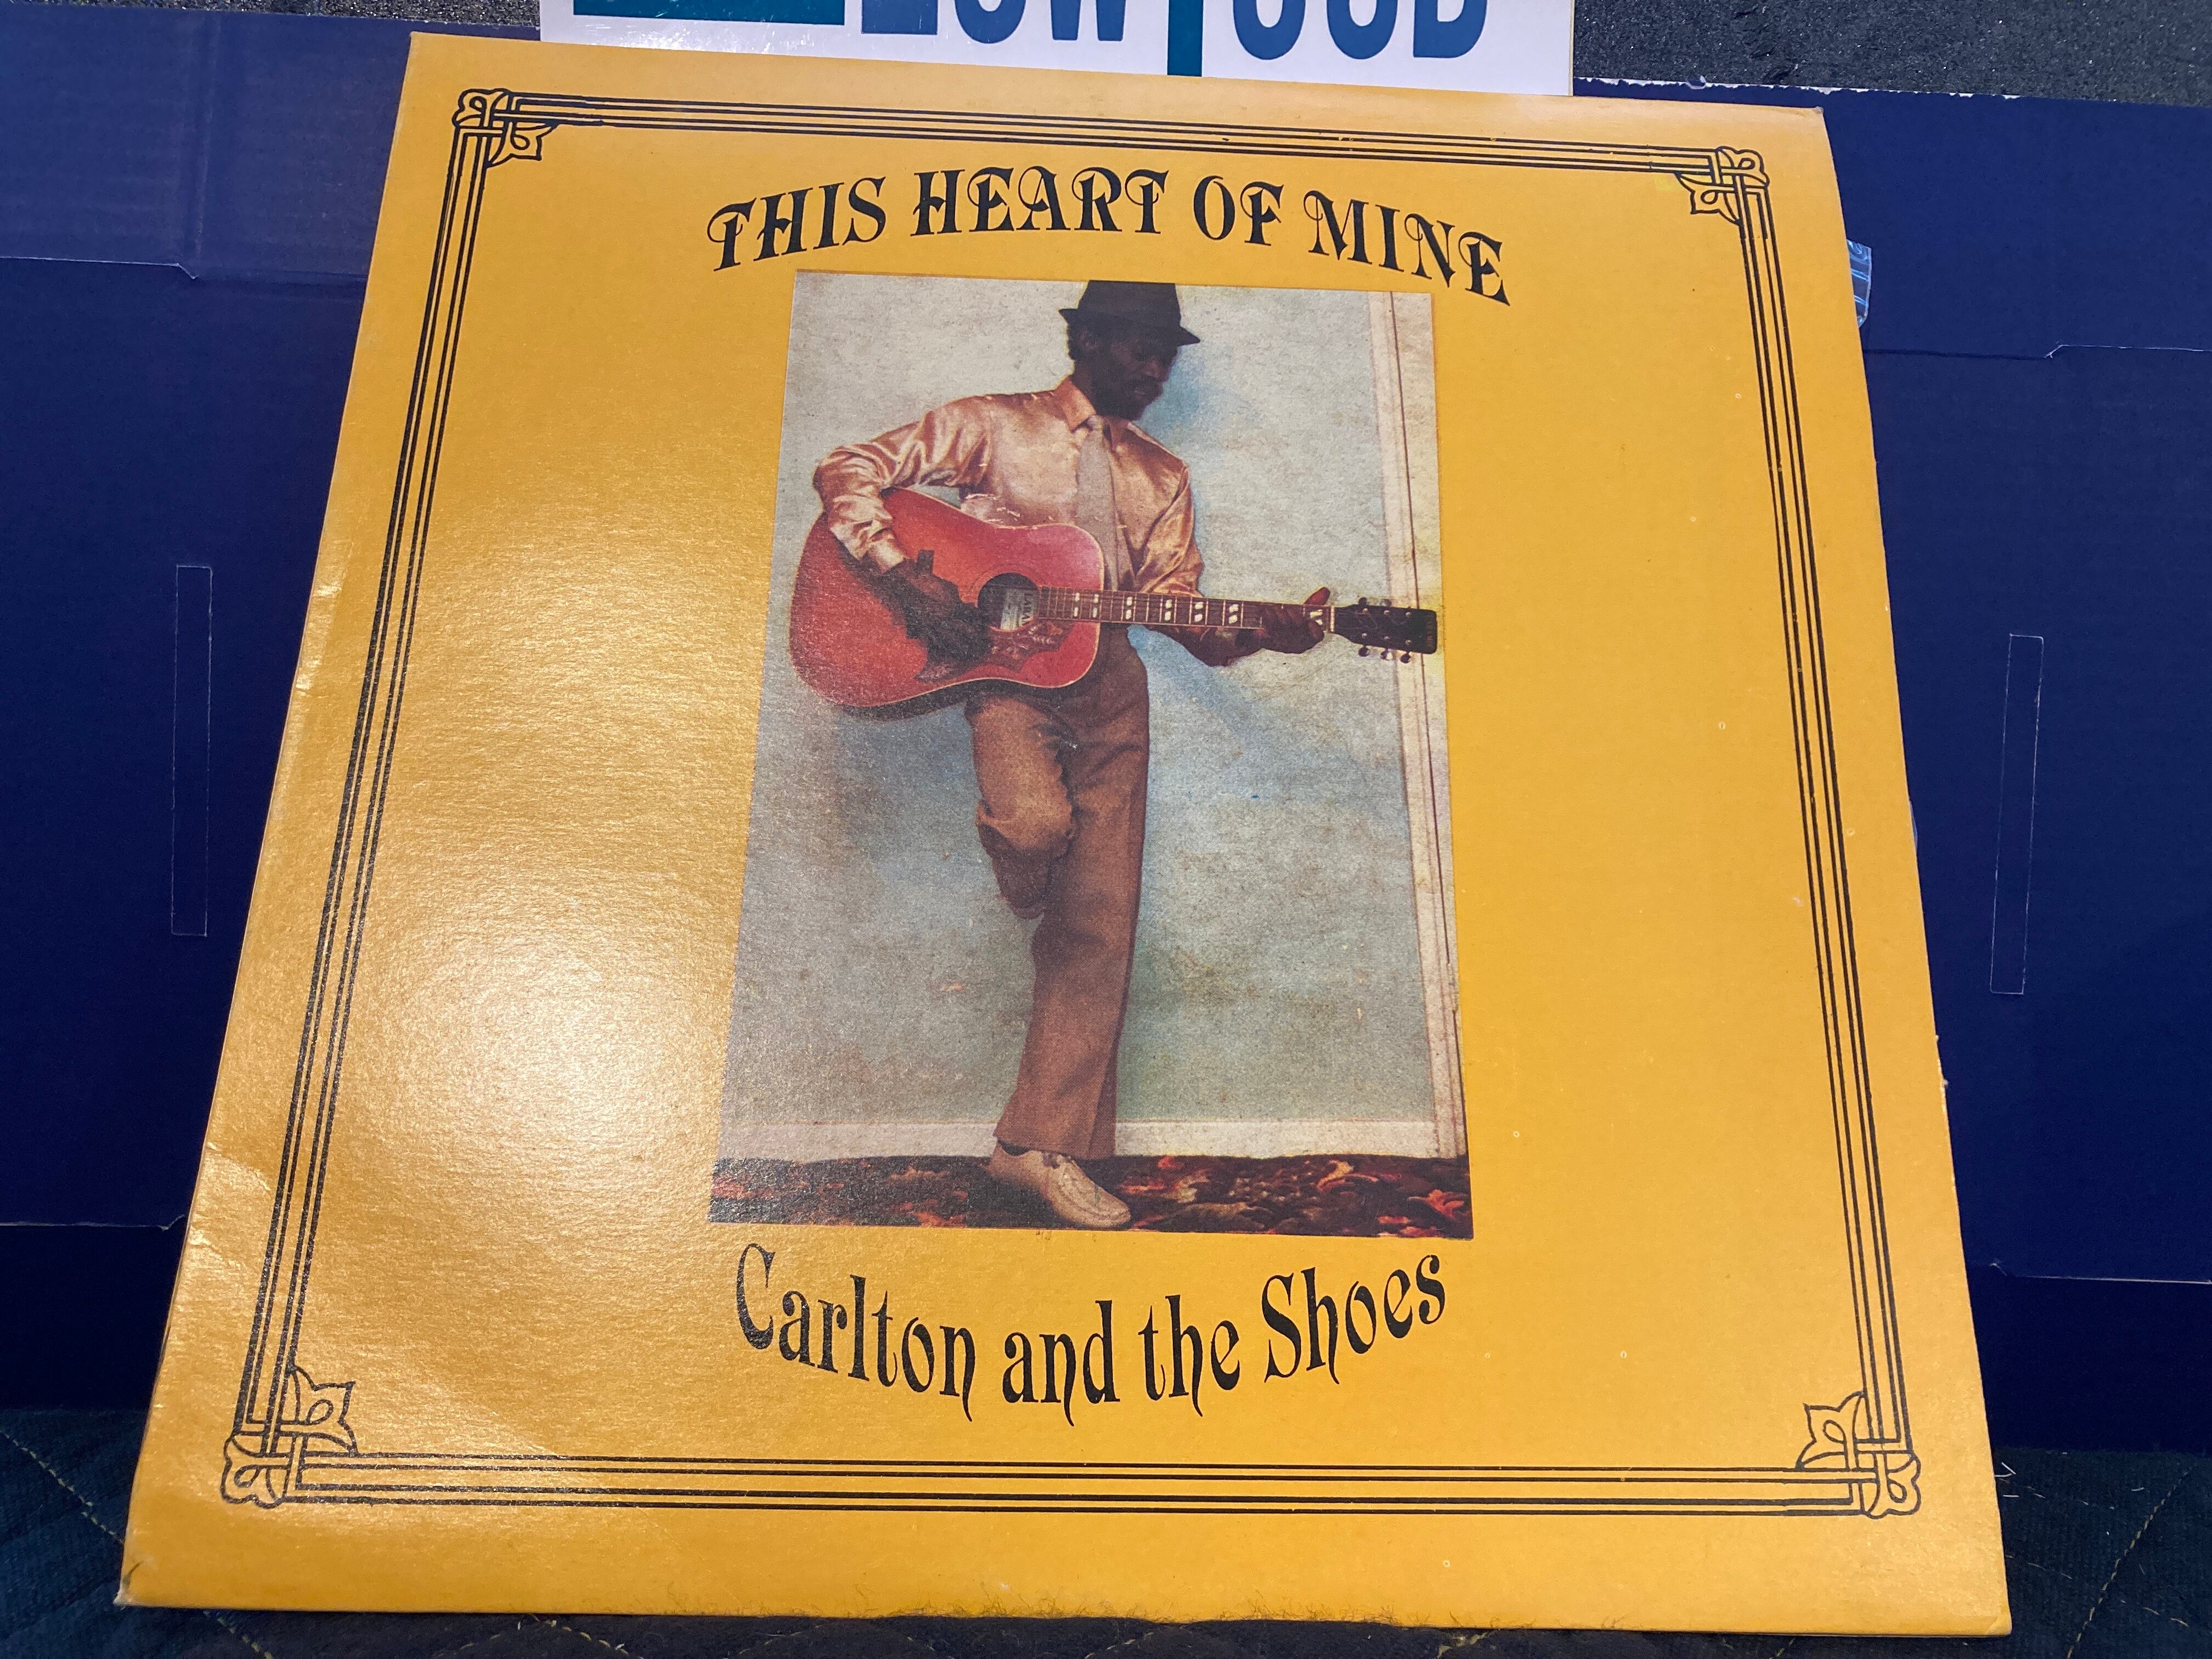 THIS HEART OF MINE
Carlton and the Shoes